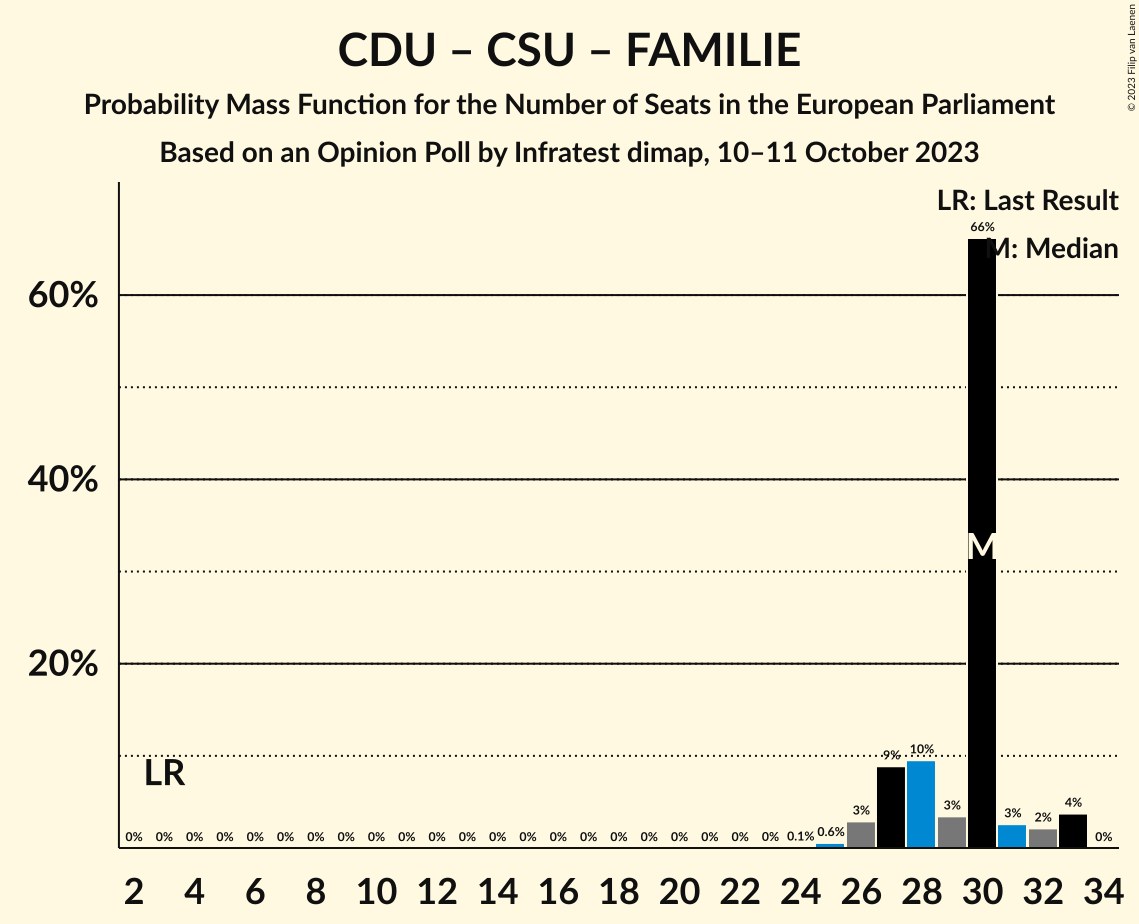 CDU – CSU – FAMILIE
Probability Mass Function for the Number of Seats in the European Parliament
Based on an Opinion Poll by Infratest dimap, 10–11 October 2023
© 2023 Filip van Laenen
LR: Last Result
M: Median
66%
60%
40%
M
20%
LR
9% 10%
0% 0% 0% 0% 0% 0% 0% 0% 0% 0% 0% 0% 0% 0% 0% 0% 0% 0% 0% 0% 0% 0% 0.1% 0.6% 3% 3% 3% 2% 4% 0%
2 4 6 8 10 12 14 16 18 20 22 24 26 28 30 32 34